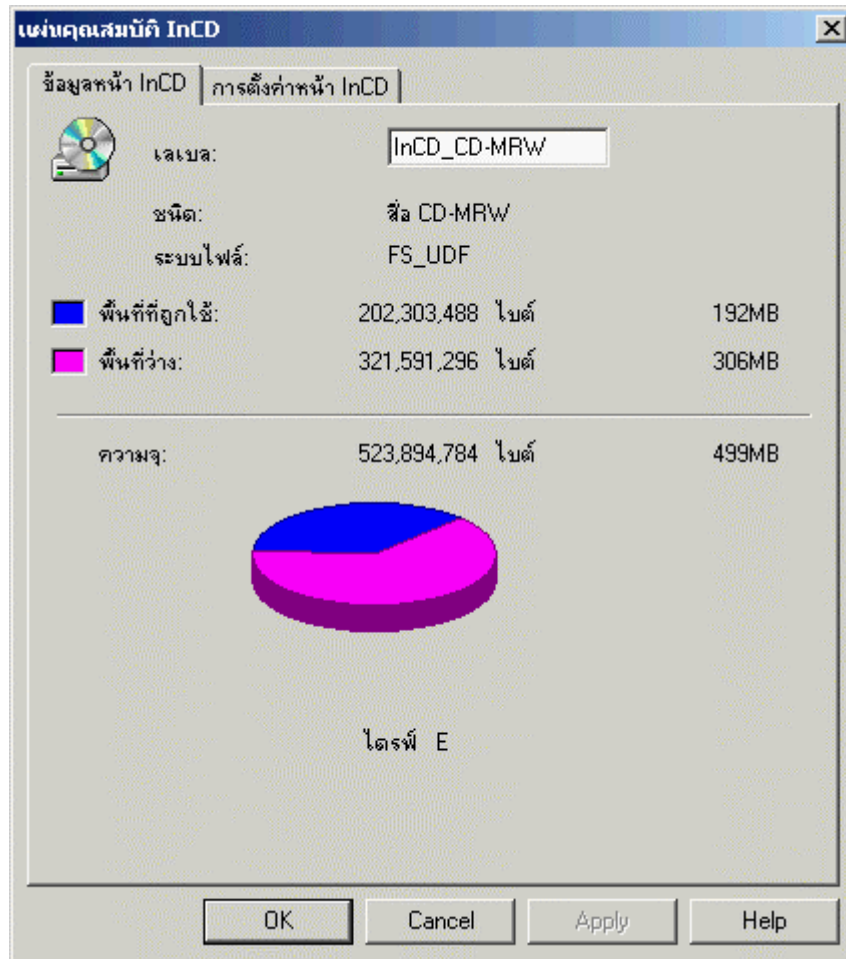 แผ่นคุณสมบัติ InCD
ข้อมูลหน้า InCD การตั้งค่าหน้า InCD
เลเบล: InCD_CD-MRW
ชนิด: สื่อ CD-MRW
ระบบไฟล์: FS_UDF
พื้นที่ที่ถูกใช้: 202,303,488 ไบต์ 192MB
พื้นที่ว่าง: 321,591,296 ไบต์ 306MB
ความจุ: 523,894,784 ไบต์ 499MB
ไดรฟ์ E
OK Cancel Apply Help